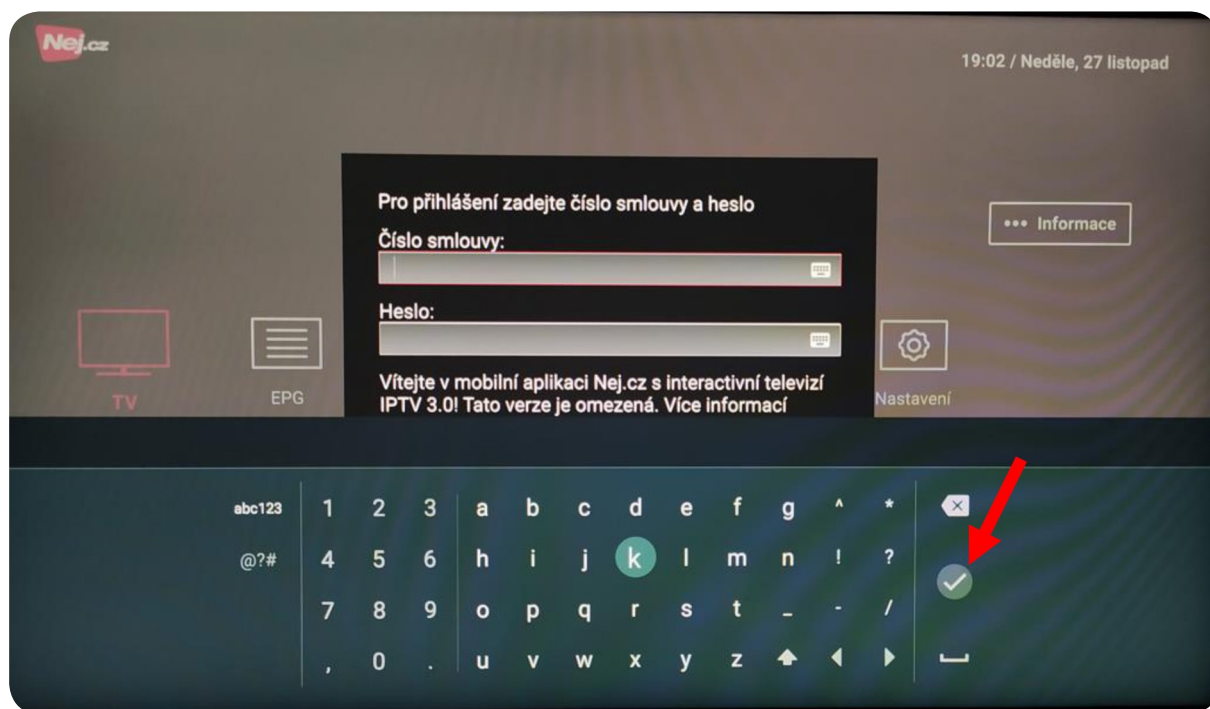 Nej.cz
19:02 / Neděle, 27 listopad
Pro přihlášení zadejte číslo smlouvy a heslo
Číslo smlouvy:
••• Informace
Heslo:
Vítejte v mobilní aplikaci Nej.cz s interactivní televizí
IPTV 3.0! Tato verze je omezená. Více informací
TV
EPG
Nastavení
abc123 1 2 3 a b c d e f g ^ *
@?# 4 5 6 h i j k l m n ! ?
7 8 9 o p q r s t _ - /
, 0 . u v w x y z